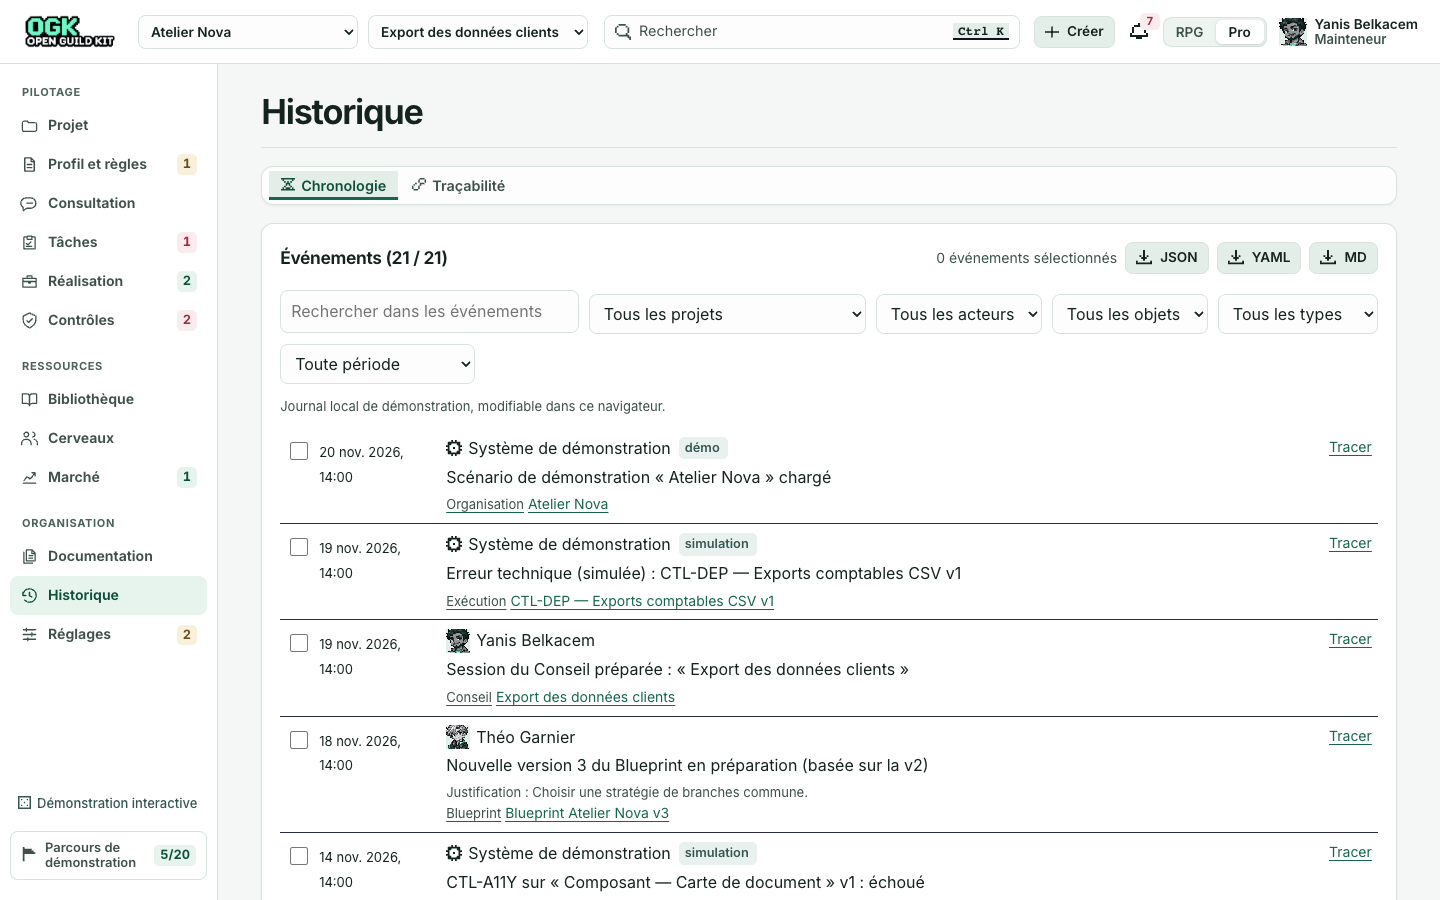 OGK
OPEN GUILD KIT
Atelier Nova
Export des données clients
Rechercher
Ctrl K
Créer
7
RPG
Pro
Yanis Belkacem
Mainteneur
PILOTAGE
Projet
Profil et règles 1
Consultation
Tâches 1
Réalisation 2
Contrôles 2
RESSOURCES
Bibliothèque
Cerveaux
Marché 1
ORGANISATION
Documentation
Historique
Réglages 2
Démonstration interactive
Parcours de
démonstration
5/20
Historique
Chronologie
Traçabilité
Événements (21 / 21)
0 événements sélectionnés
JSON
YAML
MD
Rechercher dans les événements
Tous les projets
Tous les acteurs
Tous les objets
Tous les types
Toute période
Journal local de démonstration, modifiable dans ce navigateur.
20 nov. 2026,
14:00
Système de démonstration démo
Tracer
Scénario de démonstration « Atelier Nova » chargé
Organisation Atelier Nova
19 nov. 2026,
14:00
Système de démonstration simulation
Tracer
Erreur technique (simulée) : CTL-DEP — Exports comptables CSV v1
Exécution CTL-DEP — Exports comptables CSV v1
19 nov. 2026,
14:00
Yanis Belkacem
Tracer
Session du Conseil préparée : « Export des données clients »
Conseil Export des données clients
18 nov. 2026,
14:00
Théo Garnier
Tracer
Nouvelle version 3 du Blueprint en préparation (basée sur la v2)
Justification : Choisir une stratégie de branches commune.
Blueprint Blueprint Atelier Nova v3
14 nov. 2026,
14:00
Système de démonstration simulation
Tracer
CTL-A11Y sur « Composant — Carte de document » v1 : échoué